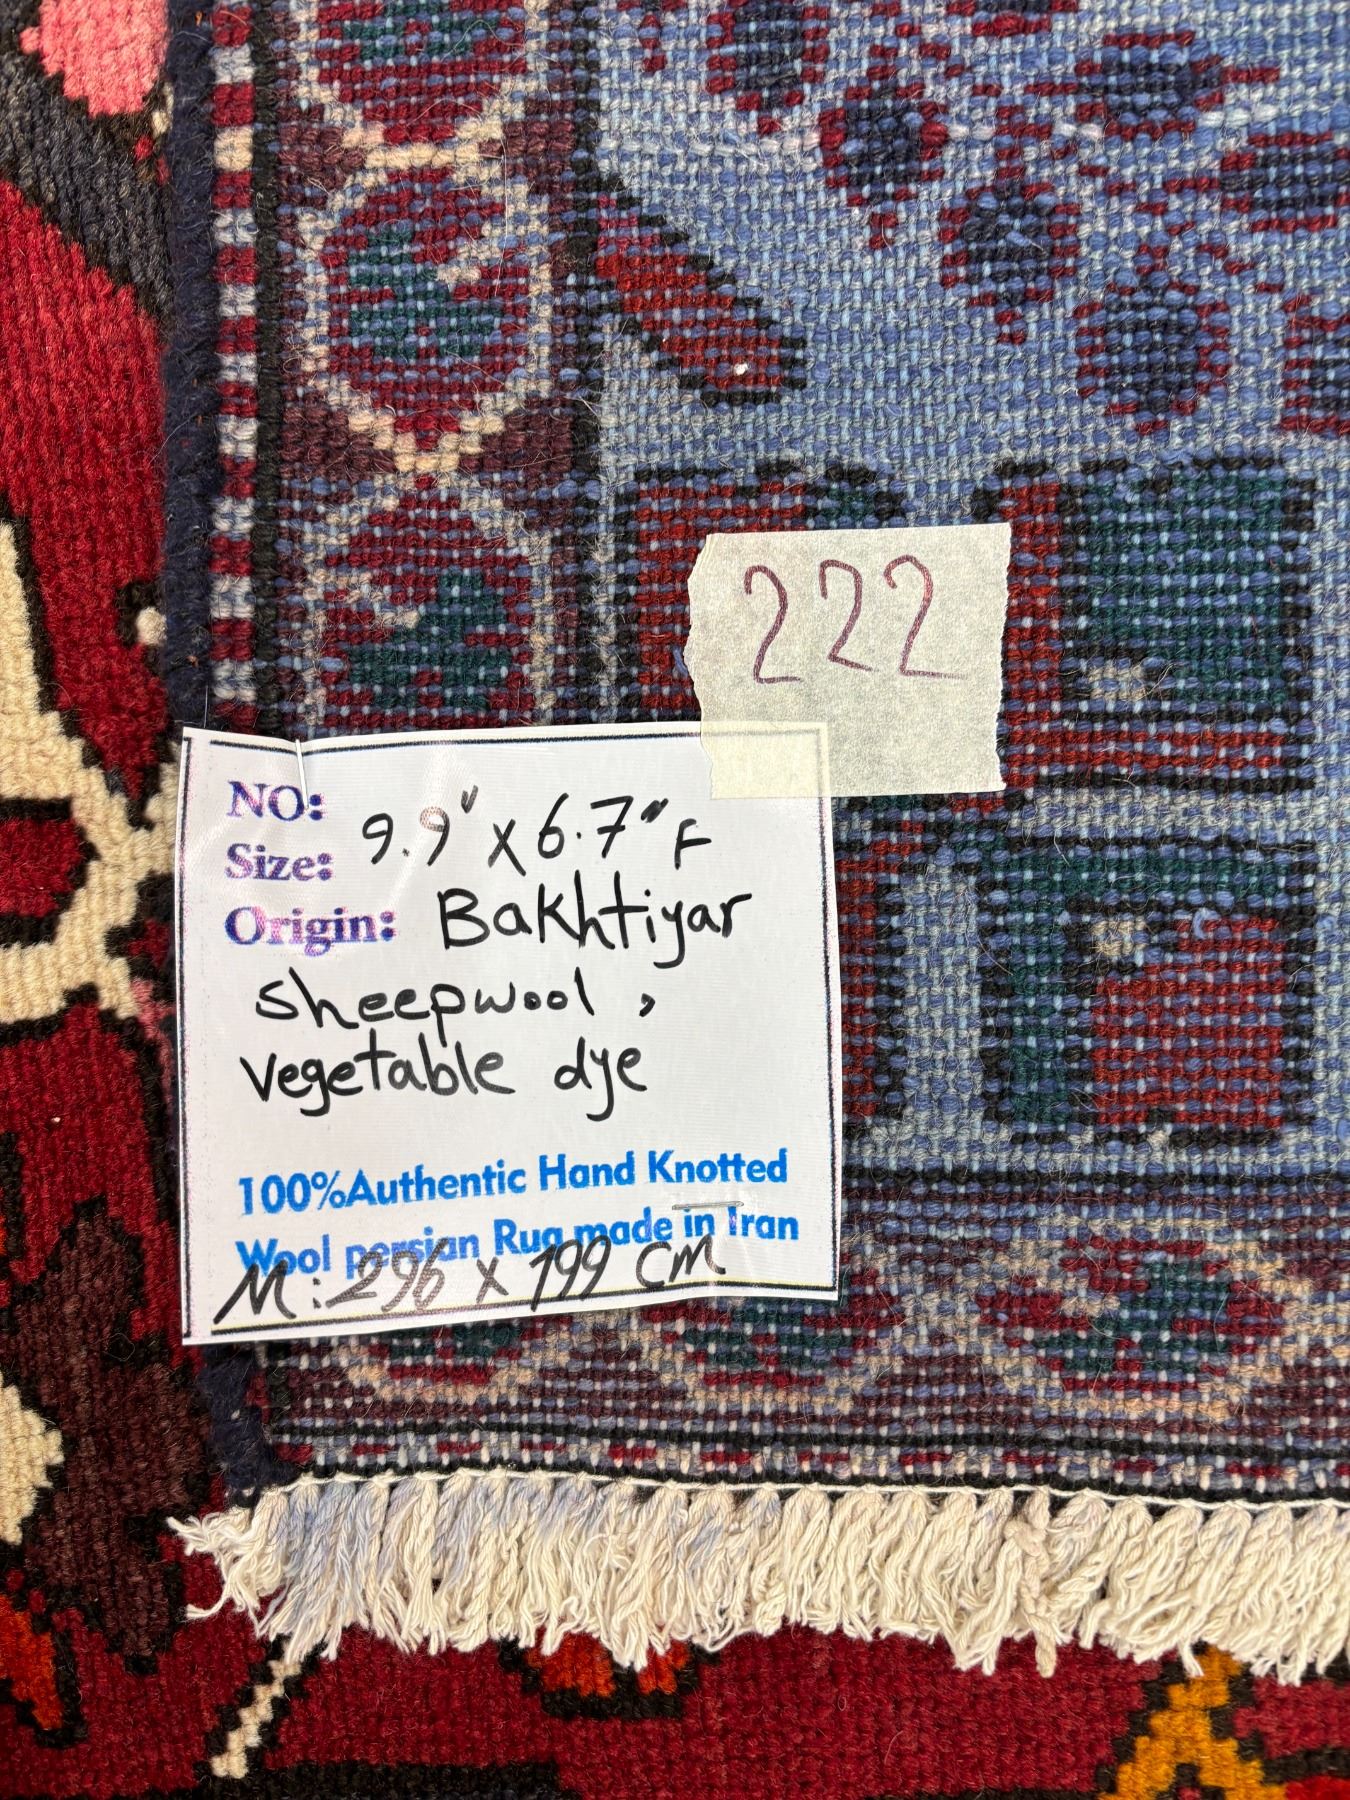 222
NO:
Size: 9.9" x 6.7" F
Origin: Bakhtiyar
Sheepwool,
vegetable dye
100%Authentic Hand Knotted
Wool persian Rug made in Iran
M: 296 x 199 cm